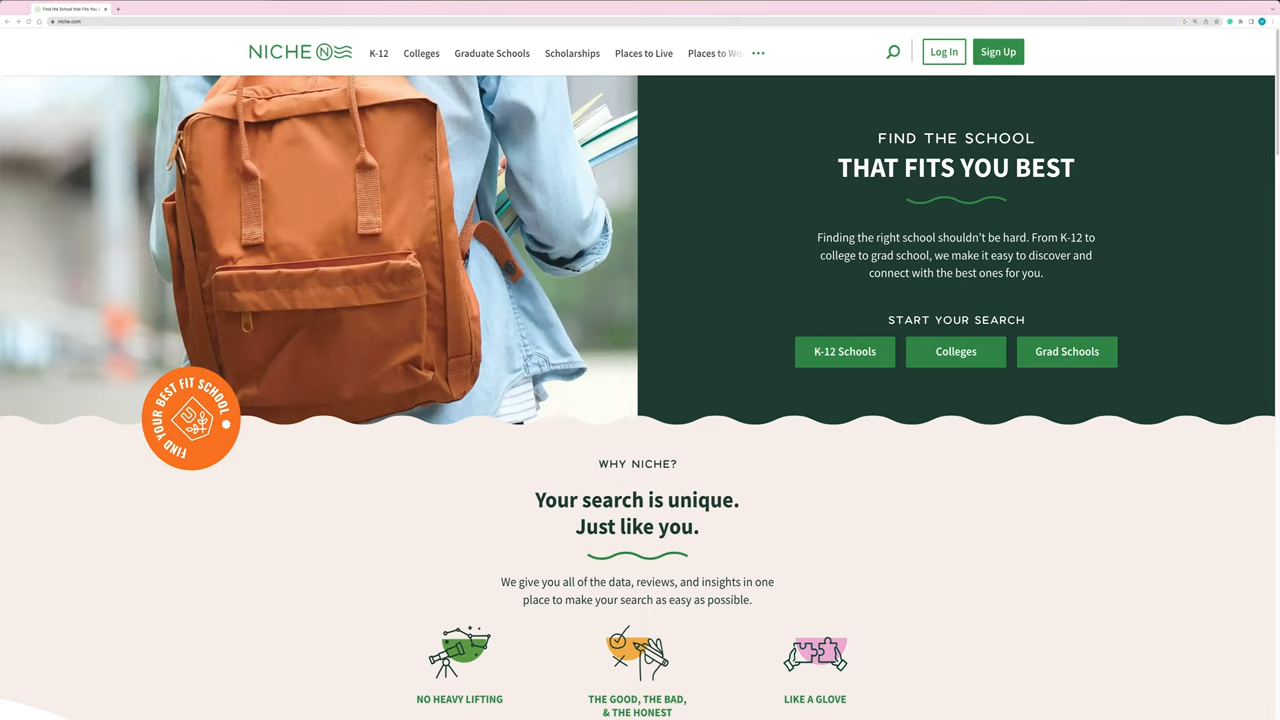 Find the School that Fits You
niche.com
NICHE N
K-12 Colleges Graduate Schools Scholarships Places to Live Places to Wo
Log In Sign Up
FIND THE SCHOOL
THAT FITS YOU BEST
Finding the right school shouldn't be hard. From K-12 to
college to grad school, we make it easy to discover and
connect with the best ones for you.
START YOUR SEARCH
K-12 Schools Colleges Grad Schools
FIND YOUR BEST FIT SCHOOL
WHY NICHE?
Your search is unique.
Just like you.
We give you all of the data, reviews, and insights in one
place to make your search as easy as possible.
NO HEAVY LIFTING
THE GOOD, THE BAD,
& THE HONEST
LIKE A GLOVE